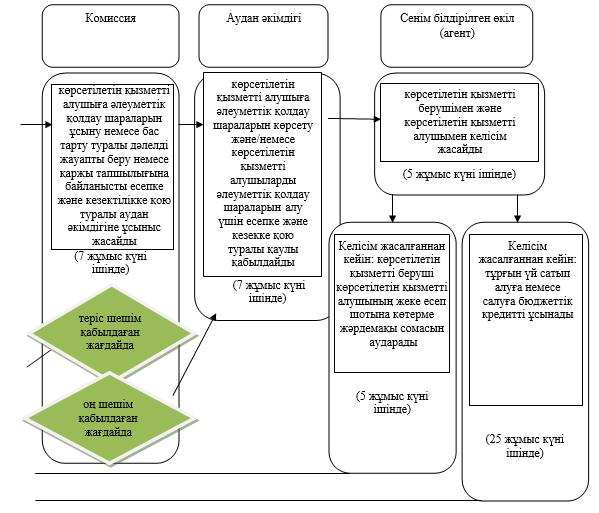 Комиссия
Аудан әкімдігі
Сенім білдірілген өкіл
(агент)
көрсетілетін қызметті
алушыға әлеуметтік
қолдау шараларын
ұсыну немесе бас
тарту туралы дәлелді
жауапты беру немесе
қаржы тапшылығына
байланысты есепке
және кезектілікке қою
туралы аудан
әкімдігіне ұсыныс
жасайды
(7 жұмыс күні
ішінде)
теріс шешім
қабылдаған
жағдайда
оң шешім
қабылдаған
жағдайда
көрсетілетін
қызметті алушыға
әлеуметтік қолдау
шараларын көрсету
және/немесе
көрсетілетін
қызметті
алушыларды
әлеуметтік қолдау
шараларын алу
үшін есепке және
кезекке қою
туралы қаулы
қабылдайды
(7 жұмыс күні
ішінде)
көрсетілетін қызметті
берушімен және
көрсетілетін қызметті
алушымен келісім
жасайды
(5 жұмыс күні ішінде)
Келісім жасалғаннан
кейін: көрсетілетін
қызметті беруші
көрсетілетін қызметті
алушының жеке есеп
шотына көтерме
жәрдемақы сомасын
аударады
(5 жұмыс күні
ішінде)
Келісім
жасалғаннан кейін:
тұрғын үй сатып
алуға немесе
салуға бюджеттік
кредитті ұсынады
(25 жұмыс күні
ішінде)